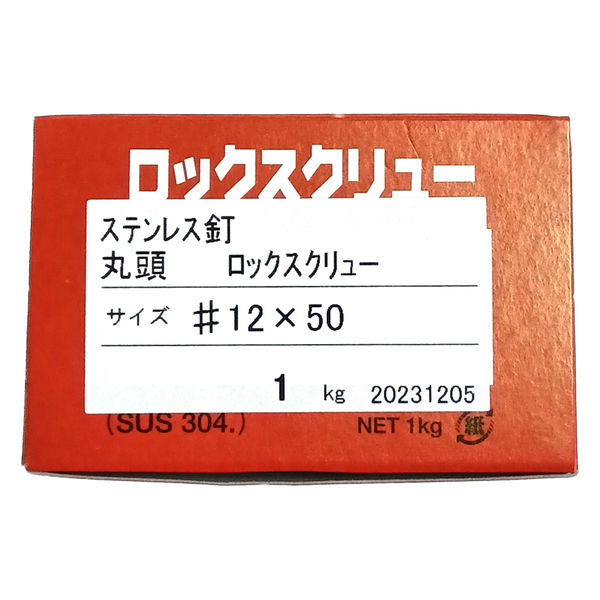 ロックスクリュー
ステンレス釘
丸頭 ロックスクリュー
サイズ #12×50
1 kg 20231205
(SUS 304.) NET 1kg 紙